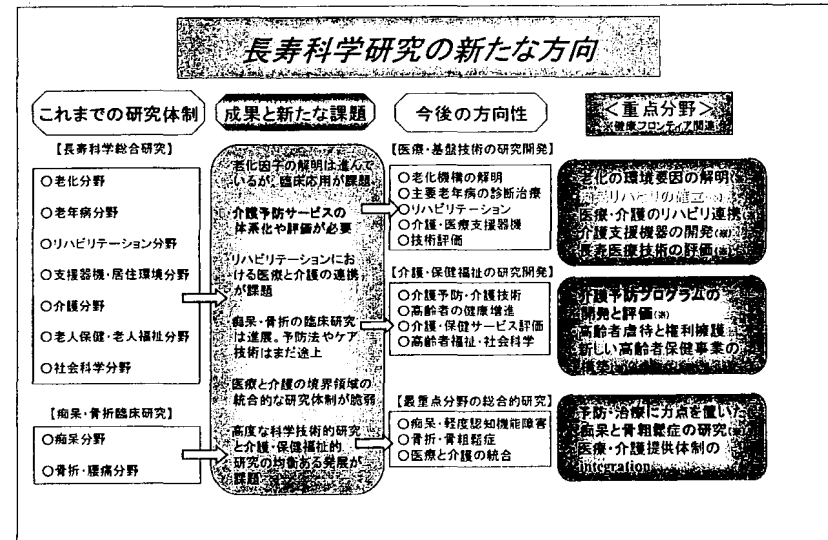 長寿科学研究の新たな方向
これまでの研究体制
成果と新たな課題
今後の方向性
<重点分野>
※健康フロンティア関連
【長寿科学総合研究】
○老化分野
○老年病分野
○リハビリテーション分野
○支援器機・居住環境分野
○介護分野
○老人保健・老人福祉分野
○社会科学分野
【痴呆・骨折臨床研究】
○痴呆分野
○骨折・腰痛分野
老化因子の解明は進んで
いるが、臨床応用が課題
介護予防サービスの
体系化や評価が必要
リハビリテーションにお
ける医療と介護の連携
が課題
痴呆・骨折の臨床研究
は進展。予防法やケア
技術はまだ途上
医療と介護の境界領域の
統合的な研究体制が脆弱
高度な科学技術的研究
と介護・保健福祉的
研究の均衡ある発展が
課題
【医療・基盤技術の研究開発】
○老化機構の解明
○主要老年病の診断治療
○リハビリテーション
○介護・医療支援器機
○技術評価
【介護・保健福祉の研究開発】
○介護予防・介護技術
○高齢者の健康増進
○介護・保健サービス評価
○高齢者福祉・社会科学
【最重点分野の総合的研究】
○痴呆・軽度認知機能障害
○骨折・骨粗鬆症
○医療と介護の統合
老化の環境要因の解明
リハビリの確立
医療・介護のリハビリ連携
介護支援機器の開発(※)
長寿医療技術の評価(※)
介護予防プログラムの
開発と評価(※)
高齢者虐待と権利擁護
新しい高齢者保健事業の
構築
予防・治療に力点を置いた
痴呆と骨粗鬆症の研究(※)
医療・介護提供体制の
integration